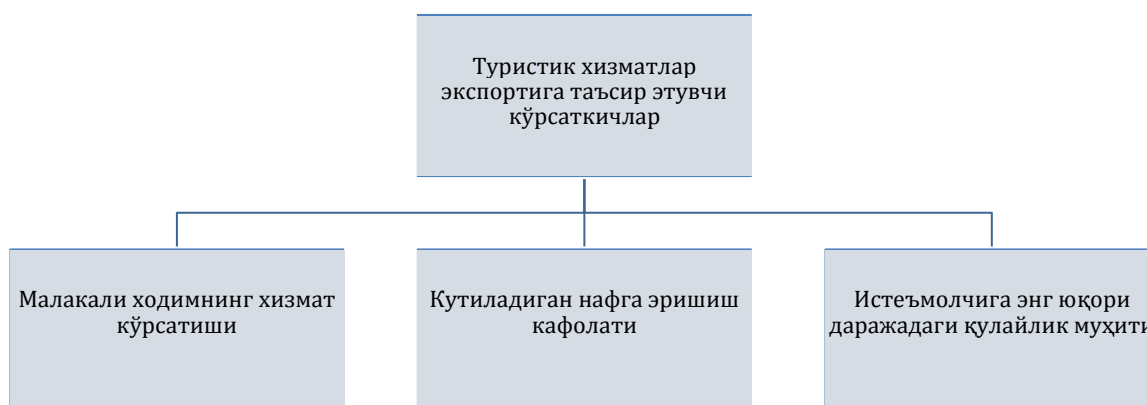 Туристик хизматлар
экспортига таъсир этувчи
кўрсаткичлар
Малакали ходимнинг хизмат
кўрсатиши
Кутиладиган нафга эришиш
кафолати
Истеъмолчига энг юқори
даражадаги қулайлик муҳити